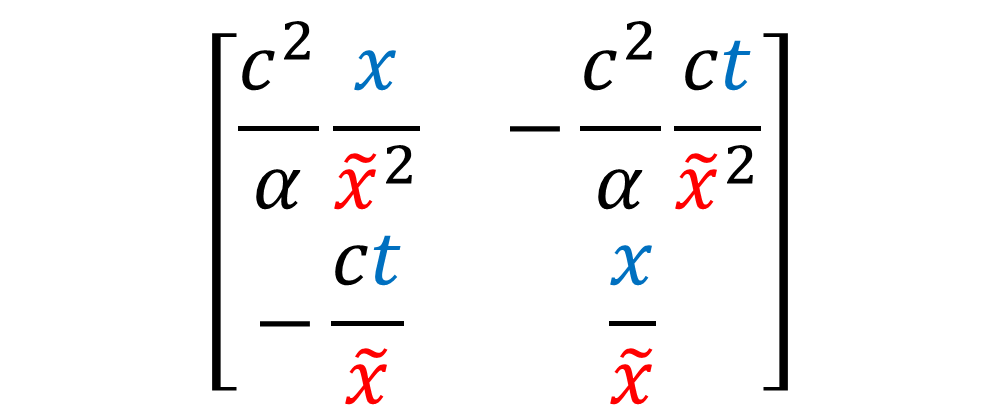 [ c² x − c² ct ]
α x̃² α x̃²
− ct x
x̃ x̃